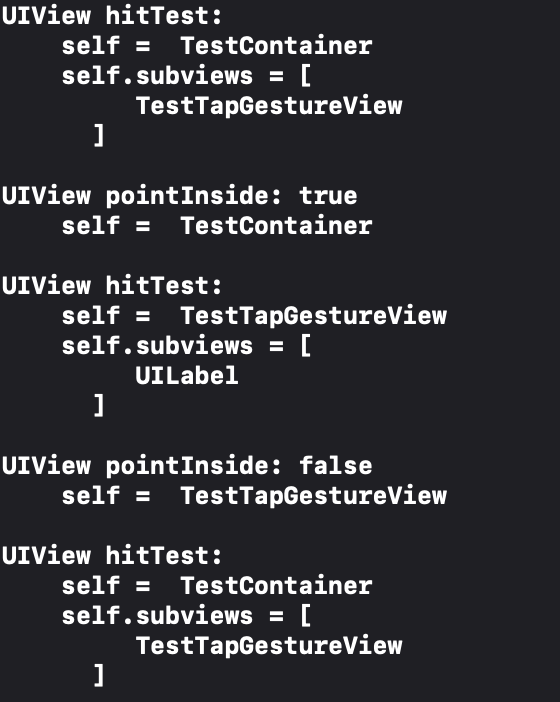 UIView hitTest:
    self =  TestContainer
    self.subviews = [
         TestTapGestureView
      ]
UIView pointInside: true
    self =  TestContainer
UIView hitTest:
    self =  TestTapGestureView
    self.subviews = [
         UILabel
      ]
UIView pointInside: false
    self =  TestTapGestureView
UIView hitTest:
    self =  TestContainer
    self.subviews = [
         TestTapGestureView
      ]